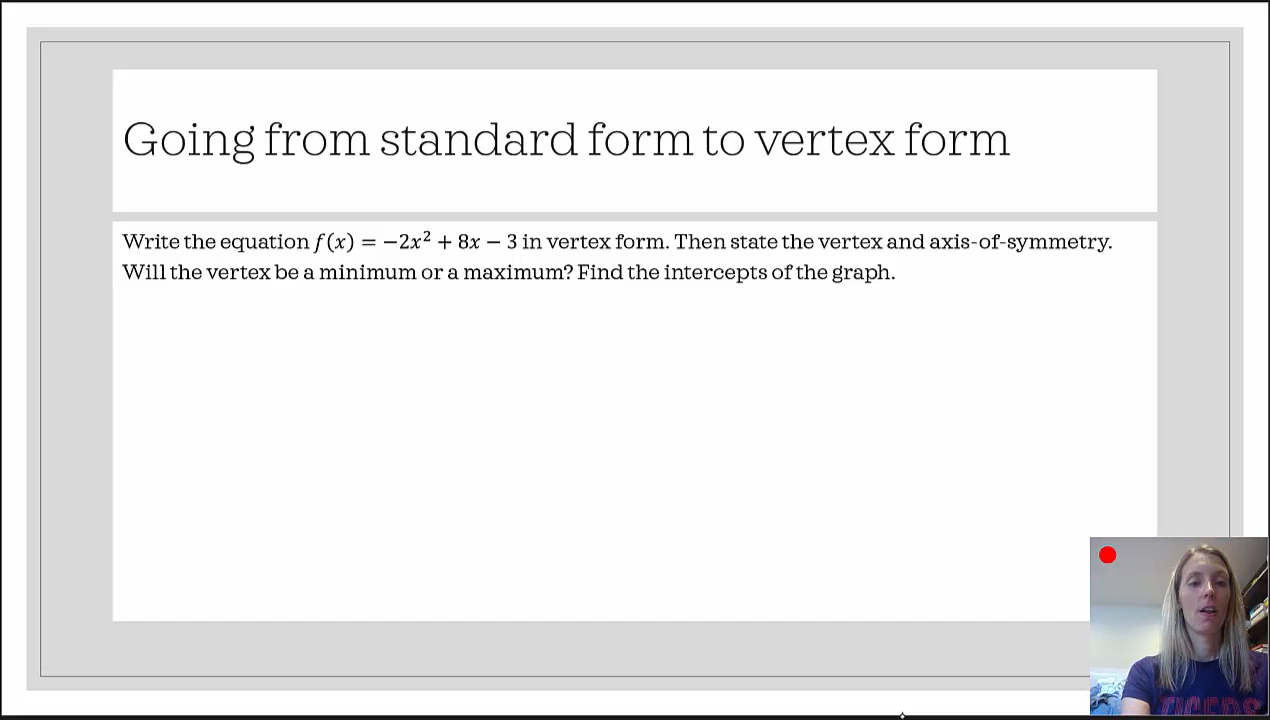 Going from standard form to vertex form
Write the equation f(x) = −2x² + 8x − 3 in vertex form. Then state the vertex and axis-of-symmetry.
Will the vertex be a minimum or a maximum? Find the intercepts of the graph.
TIGERS